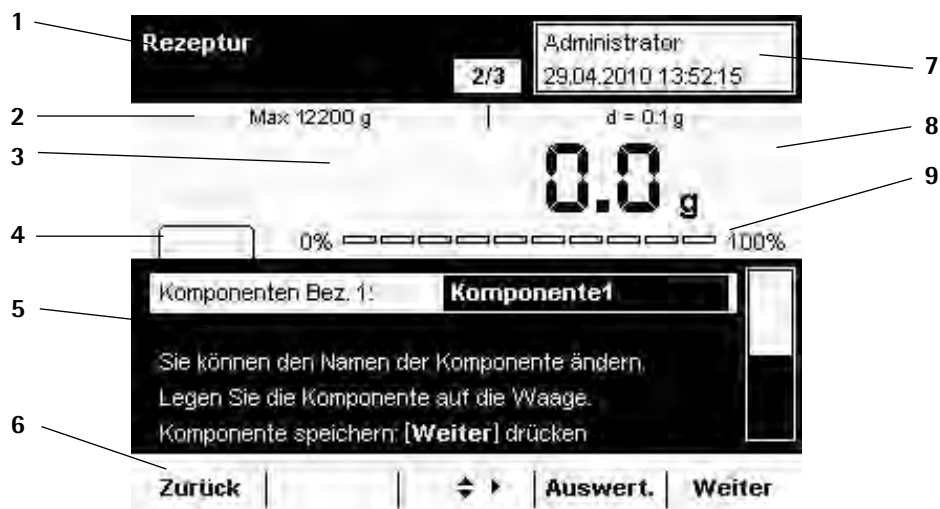 1
Rezeptur
2/3
Administrator
29.04.2010 13:52:15
7
2
Max 12200 g
d = 0.1 g
8
3
0.0 g
9
4
0%
100%
Komponenten Bez. 1:
Komponente1
5
Sie können den Namen der Komponente ändern.
Legen Sie die Komponente auf die Waage.
Komponente speichern: [Weiter] drücken
6
Zurück
Auswert.
Weiter